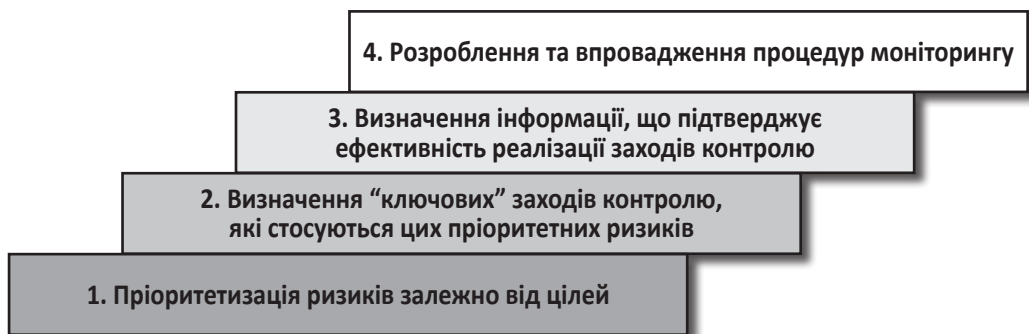 4. Розроблення та впровадження процедур моніторингу
3. Визначення інформації, що підтверджує
ефективність реалізації заходів контролю
2. Визначення “ключових” заходів контролю,
які стосуються цих пріоритетних ризиків
1. Пріоритетизація ризиків залежно від цілей